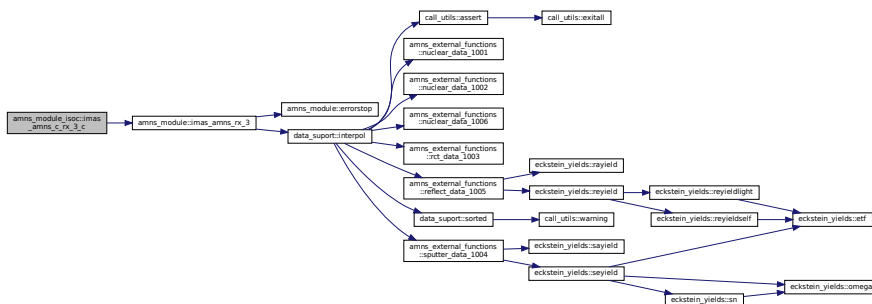 amns_module_isoc::imas
_amns_c_rx_3_c
amns_module::imas_amns_rx_3
amns_module::errorstop
data_suport::interpol
call_utils::assert
call_utils::exitall
amns_external_functions
::nuclear_data_1001
amns_external_functions
::nuclear_data_1002
amns_external_functions
::nuclear_data_1006
amns_external_functions
::rct_data_1003
amns_external_functions
::reflect_data_1005
data_suport::sorted
amns_external_functions
::sputter_data_1004
eckstein_yields::rayield
eckstein_yields::reyield
call_utils::warning
eckstein_yields::sayield
eckstein_yields::seyield
eckstein_yields::reyieldlight
eckstein_yields::reyieldself
eckstein_yields::sn
eckstein_yields::etf
eckstein_yields::omega